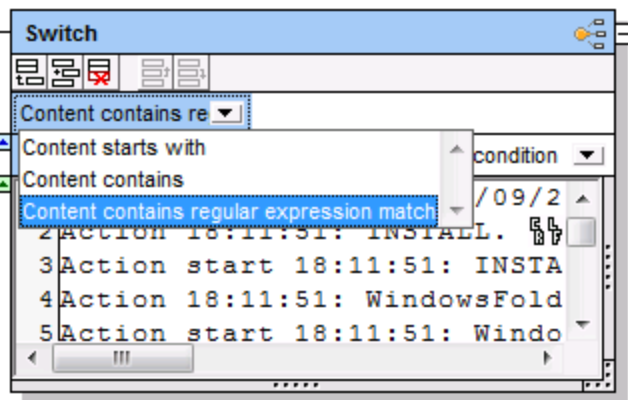 Switch
Content contains re
Content starts with
condition
Content contains
Content contains regular expression match
/09/2
2 Action 18:11:51: INSTALL.
3 Action start 18:11:51: INSTA
4 Action 18:11:51: WindowsFold
5 Action start 18:11:51: Windo